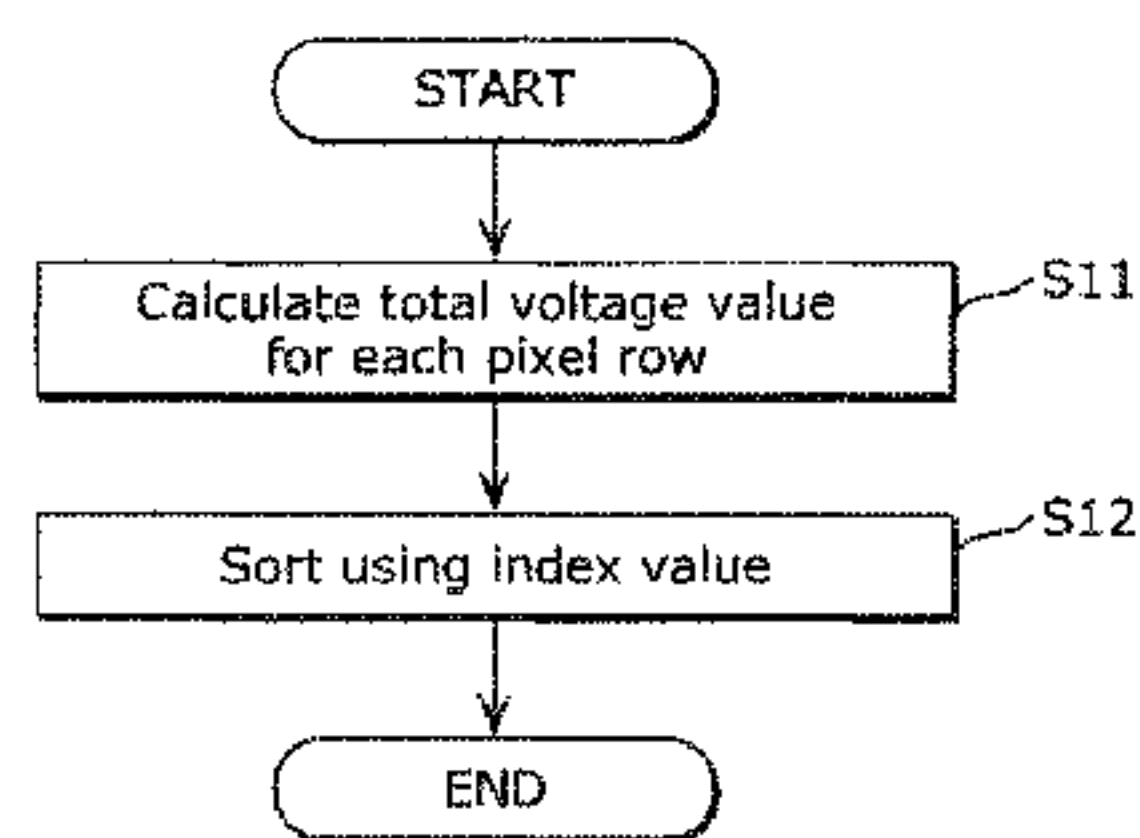 START
Calculate total voltage value
for each pixel row
S11
Sort using index value
S12
END